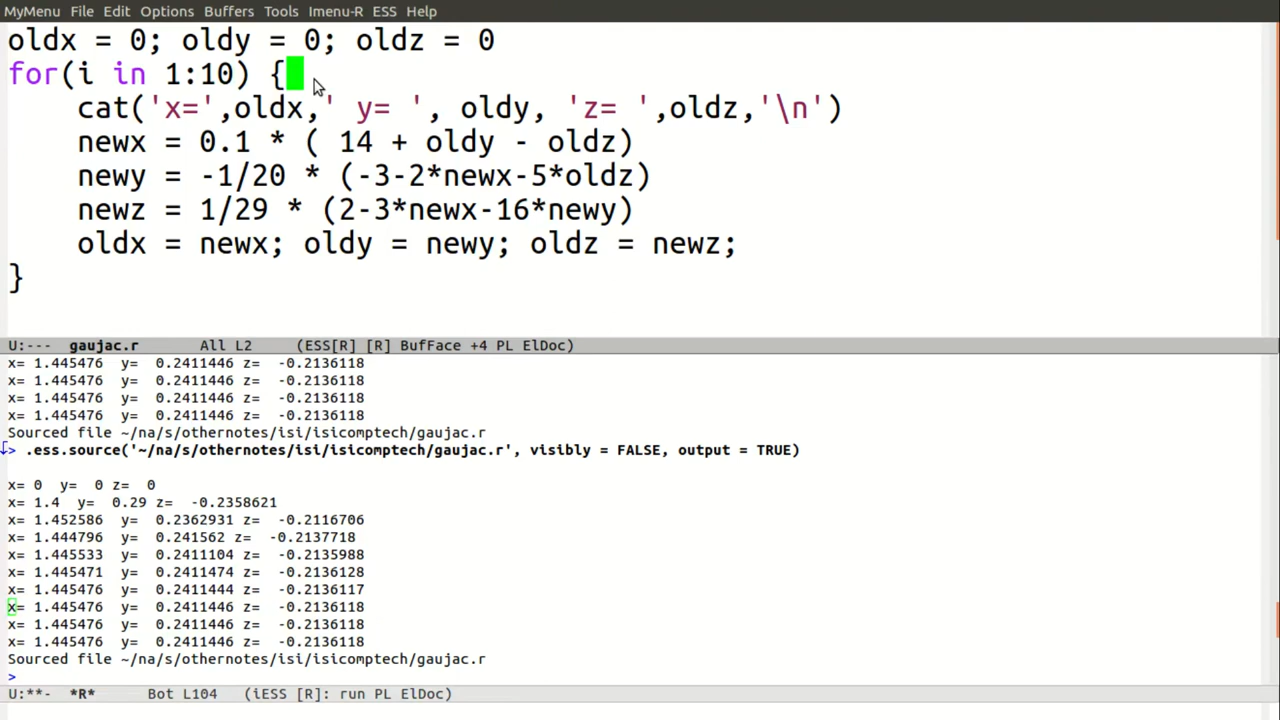 MyMenu File Edit Options Buffers Tools Imenu-R ESS Help
oldx = 0; oldy = 0; oldz = 0
for(i in 1:10) {
cat('x=',oldx,' y= ', oldy, 'z= ',oldz,'\n')
newx = 0.1 * ( 14 + oldy - oldz)
newy = -1/20 * (-3-2*newx-5*oldz)
newz = 1/29 * (2-3*newx-16*newy)
oldx = newx; oldy = newy; oldz = newz;
}
U:--- gaujac.r All L2 (ESS[R] [R] BufFace +4 PL ElDoc)
x= 1.445476 y= 0.2411446 z= -0.2136118
x= 1.445476 y= 0.2411446 z= -0.2136118
x= 1.445476 y= 0.2411446 z= -0.2136118
x= 1.445476 y= 0.2411446 z= -0.2136118
Sourced file ~/na/s/othernotes/isi/isicomptech/gaujac.r
> .ess.source('~/na/s/othernotes/isi/isicomptech/gaujac.r', visibly = FALSE, output = TRUE)
x= 0 y= 0 z= 0
x= 1.4 y= 0.29 z= -0.2358621
x= 1.452586 y= 0.2362931 z= -0.2116706
x= 1.444796 y= 0.241562 z= -0.2137718
x= 1.445533 y= 0.2411104 z= -0.2135988
x= 1.445471 y= 0.2411474 z= -0.2136128
x= 1.445476 y= 0.2411444 z= -0.2136117
x= 1.445476 y= 0.2411446 z= -0.2136118
x= 1.445476 y= 0.2411446 z= -0.2136118
x= 1.445476 y= 0.2411446 z= -0.2136118
Sourced file ~/na/s/othernotes/isi/isicomptech/gaujac.r
>
U:**- *R* Bot L104 (iESS [R]: run PL ElDoc)